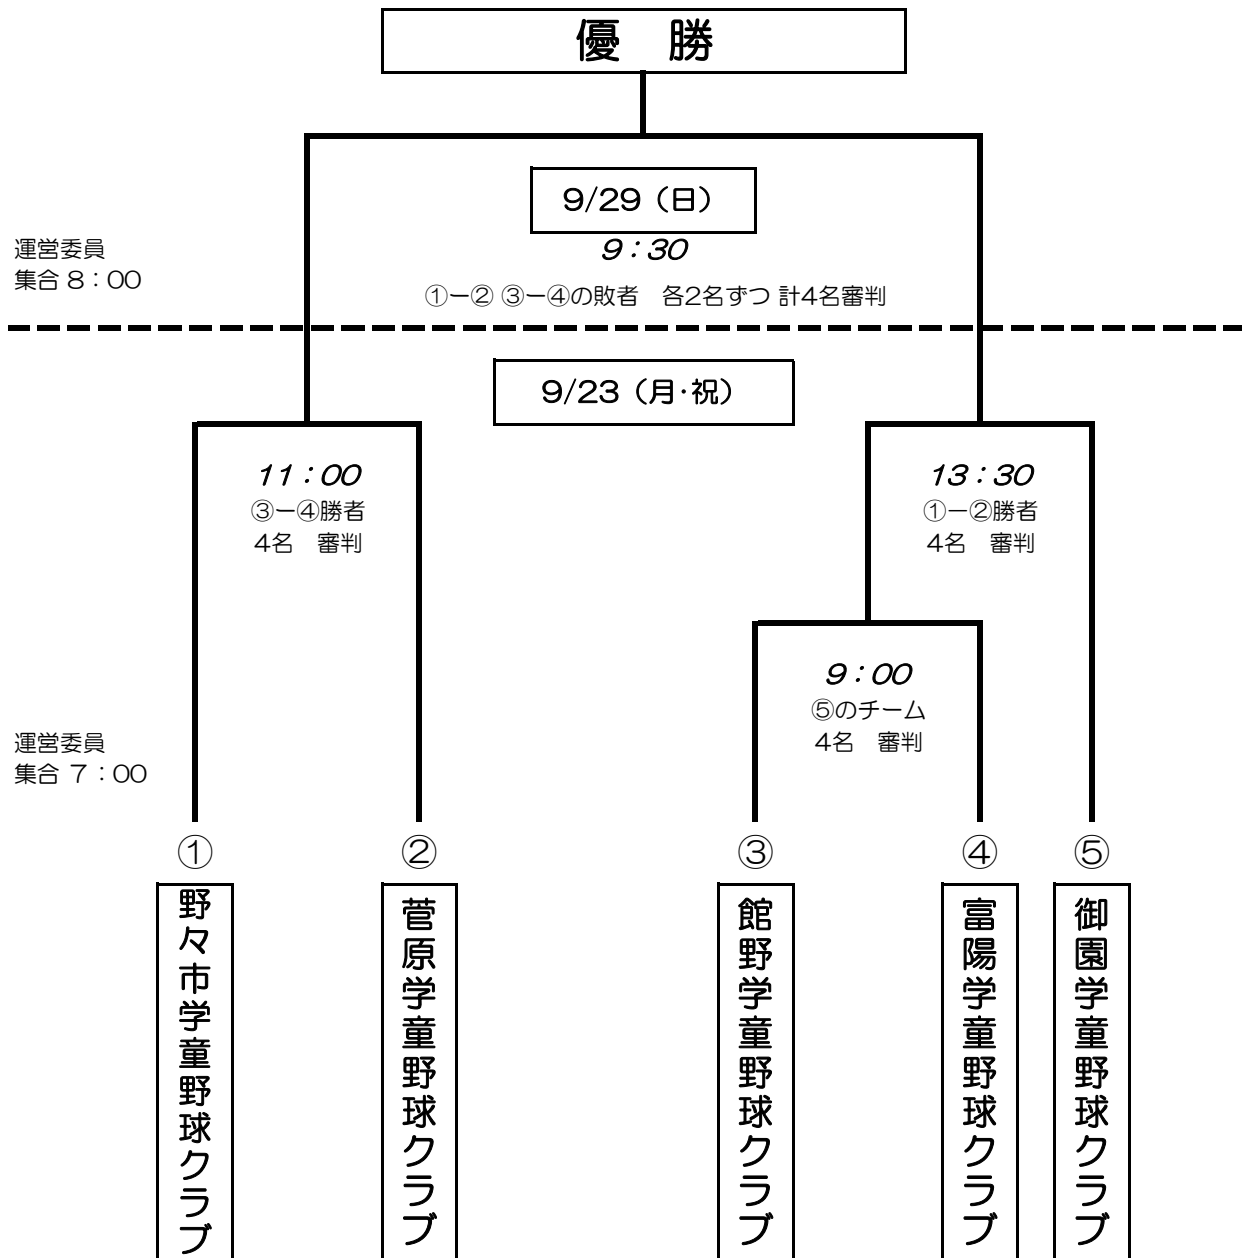 優　勝
9/29（日）
9：30
運営委員
集合 8：00
①ー② ③ー④の敗者　各2名ずつ 計4名審判
9/23（月･祝）
11：00
③ー④勝者
4名　審判
13：30
①ー②勝者
4名　審判
9：00
⑤のチーム
4名　審判
運営委員
集合 7：00
①
②
③
④
⑤
野々市学童野球クラブ
菅原学童野球クラブ
館野学童野球クラブ
富陽学童野球クラブ
御園学童野球クラブ